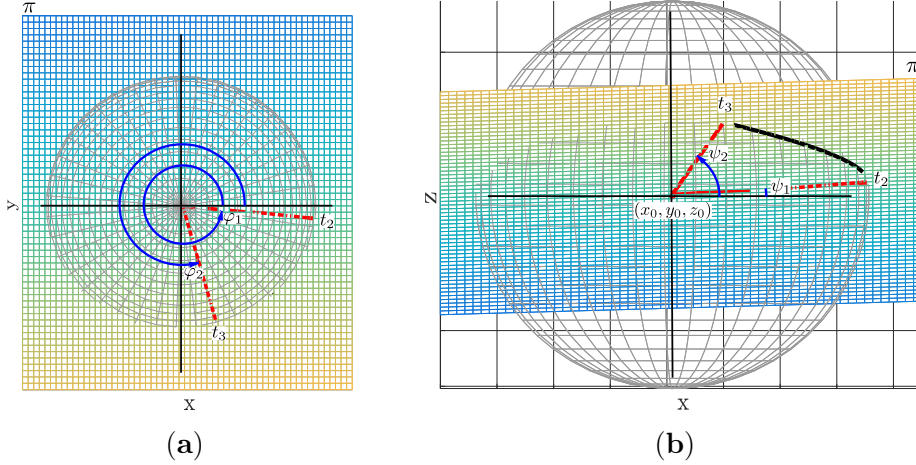 π
y
φ₁
t₂
φ₂
t₃
x
(a)
π
z
t₃
ψ₂
ψ₁
t₂
(x₀, y₀, z₀)
x
(b)